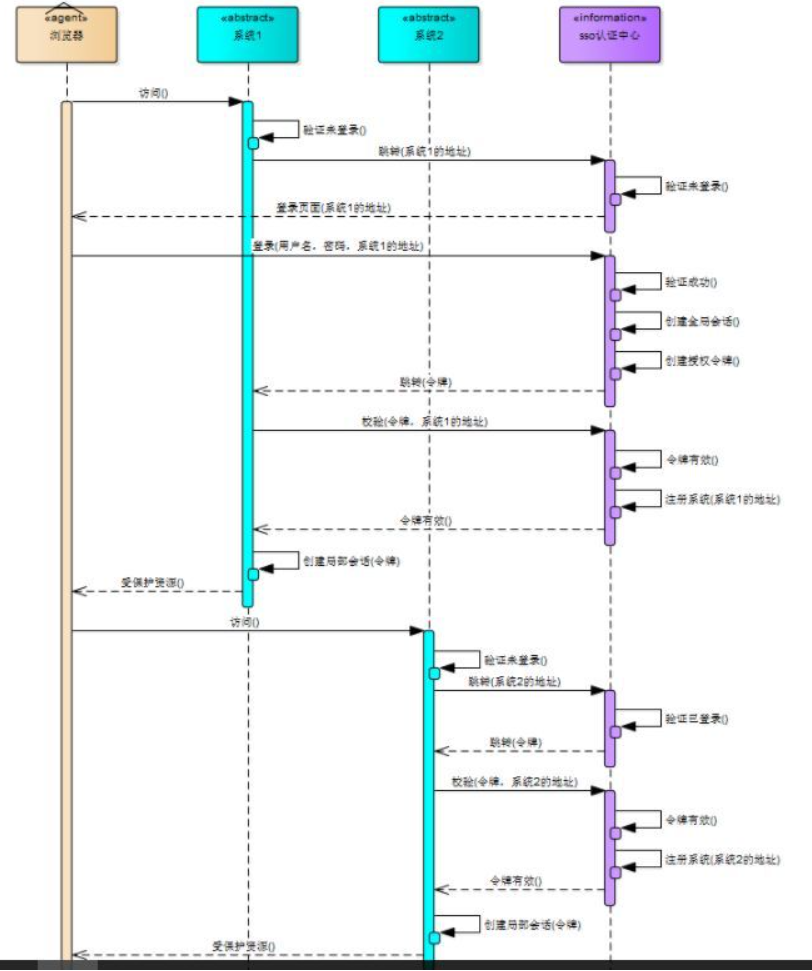 «agent»
浏览器
«abstract»
系统1
«abstract»
系统2
«information»
sso认证中心
访问()
验证未登录()
跳转(系统1的地址)
验证未登录()
登录页面(系统1的地址)
登录(用户名、密码、系统1的地址)
验证成功()
创建全局会话()
创建授权令牌()
跳转(令牌)
校验(令牌、系统1的地址)
令牌有效()
注册系统(系统1的地址)
令牌有效()
创建局部会话(令牌)
受保护资源()
访问()
验证未登录()
跳转(系统2的地址)
验证已登录()
跳转(令牌)
校验(令牌、系统2的地址)
令牌有效()
注册系统(系统2的地址)
令牌有效()
创建局部会话(令牌)
受保护资源()